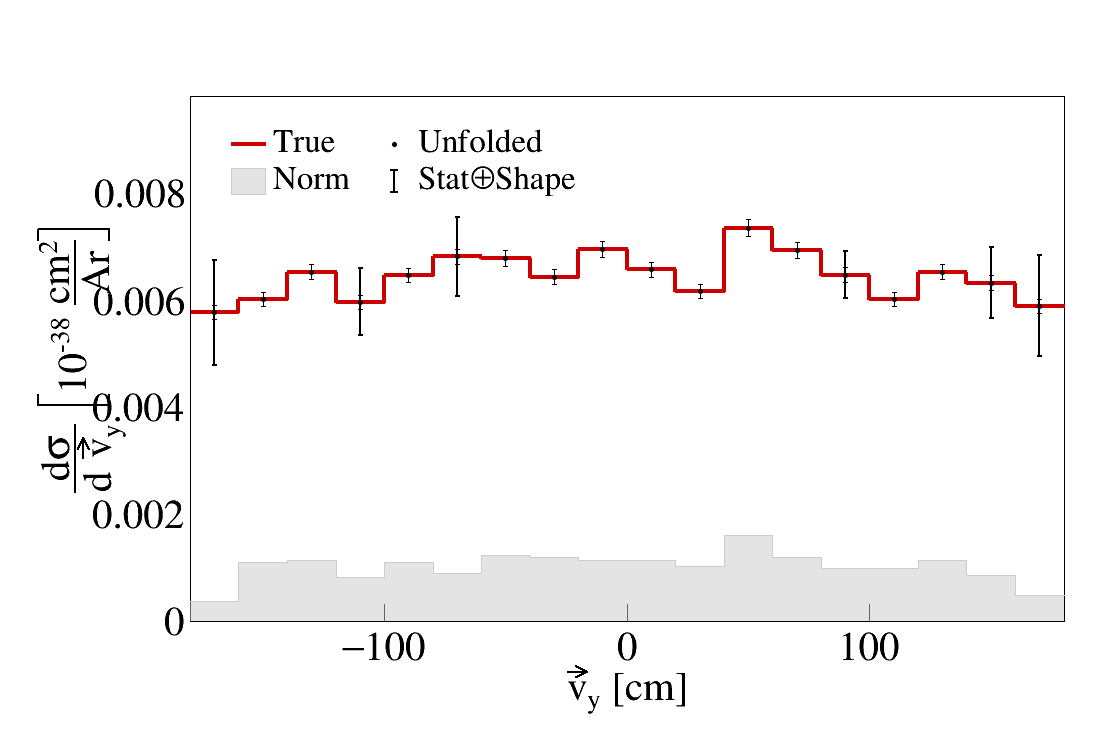 True
Unfolded
Norm
Stat⊕Shape
dσ/d v⃗y [10-38 cm2/Ar]
0.008
0.006
0.004
0.002
0
−100
0
100
v⃗y [cm]